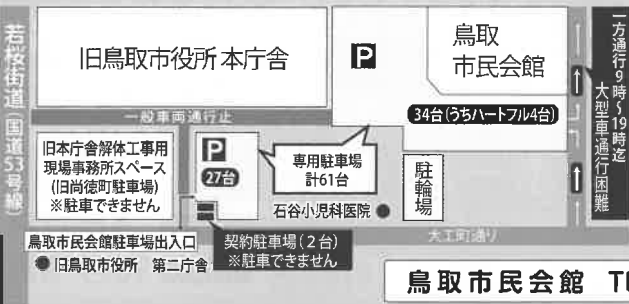 若桜街道(国道53号線)
旧鳥取市役所 本庁舎
P
鳥取
市民会館
34台(うちハートフル4台)
一方通行9時~19時迄
大型車通行困難
一般車両通行止
旧本庁舎解体工事用
現場事務所スペース
(旧尚徳町駐車場)
※駐車できません
P
27台
専用駐車場
計61台
駐輪場
石谷小児科医院
大工町通り
鳥取市民会館駐車場出入口
契約駐車場(2台)
※駐車できません
旧鳥取市役所 第二庁舎
鳥取市民会館